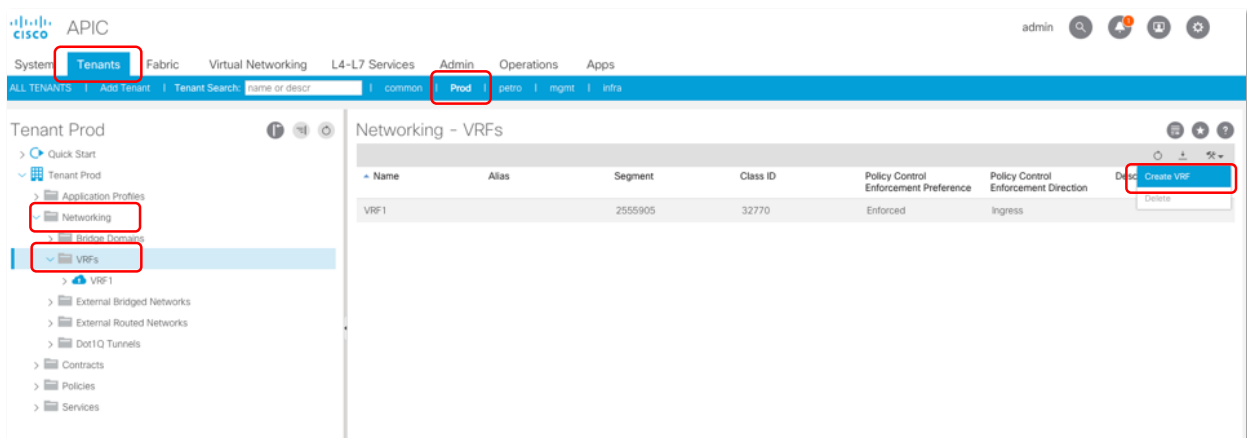 CISCO APIC admin 1
System Tenants Fabric Virtual Networking L4-L7 Services Admin Operations Apps
ALL TENANTS | Add Tenant | Tenant Search: name or descr | common | Prod | petro | mgmt | infra
Tenant Prod
Quick Start
Tenant Prod
Application Profiles
Networking
Bridge Domains
VRFs
VRF1
External Bridged Networks
External Routed Networks
Dot1Q Tunnels
Contracts
Policies
Services
Networking - VRFs
Name Alias Segment Class ID Policy Control Policy Control Desc
Enforcement Preference Enforcement Direction
VRF1 2555905 32770 Enforced Ingress
Create VRF
Delete